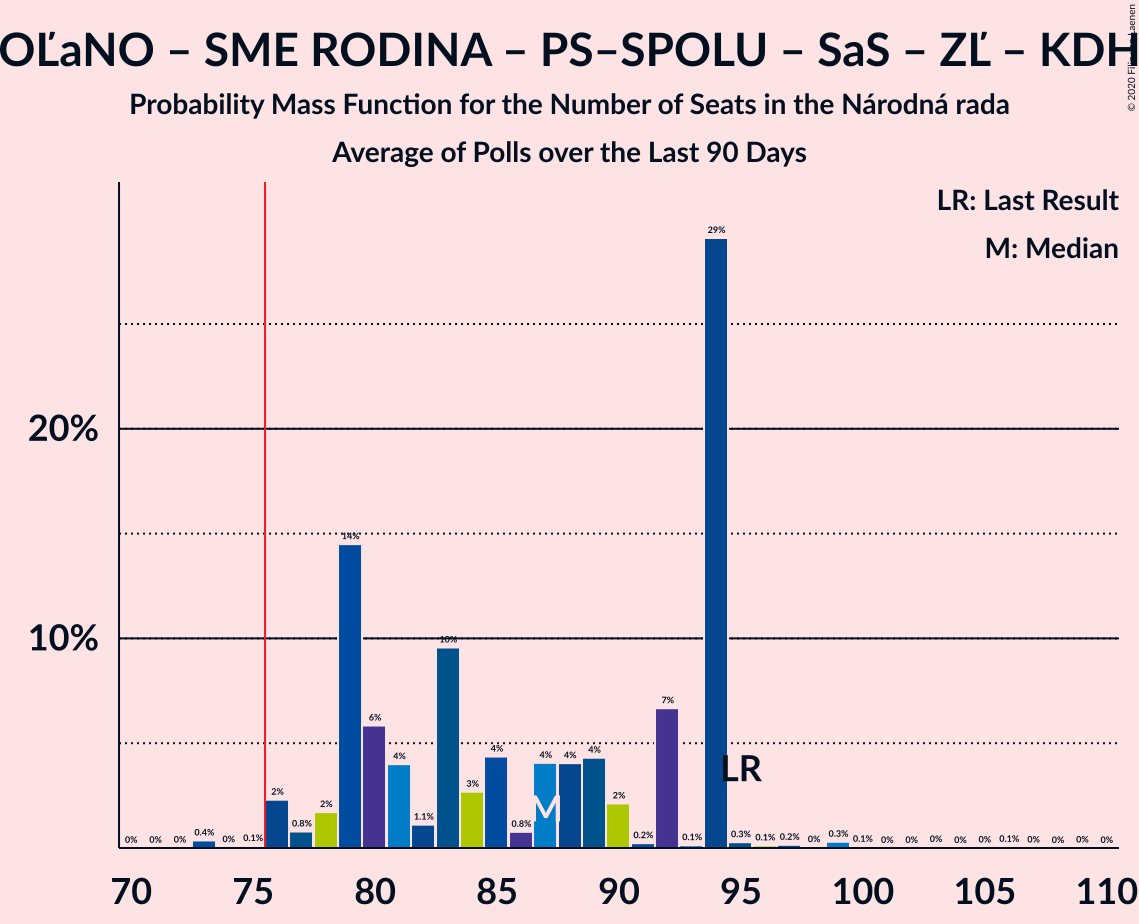 OĽaNO – SME RODINA – PS–SPOLU – SaS – ZĽ – KDH
Probability Mass Function for the Number of Seats in the Národná rada
Average of Polls over the Last 90 Days
© 2020 Filip van Laenen
LR: Last Result
M: Median
29%
20%
14%
10%
10%
7%
6%
4% 4% 4% 4% 4%
3%
2% 2% 2%
LR
M
0% 0% 0% 0.4% 0% 0.1% 0.8% 1.1% 0.8% 0.2% 0.1% 0.3% 0.1% 0.2% 0% 0.3% 0.1% 0% 0% 0% 0% 0% 0.1% 0% 0% 0% 0%
70 75 80 85 90 95 100 105 110